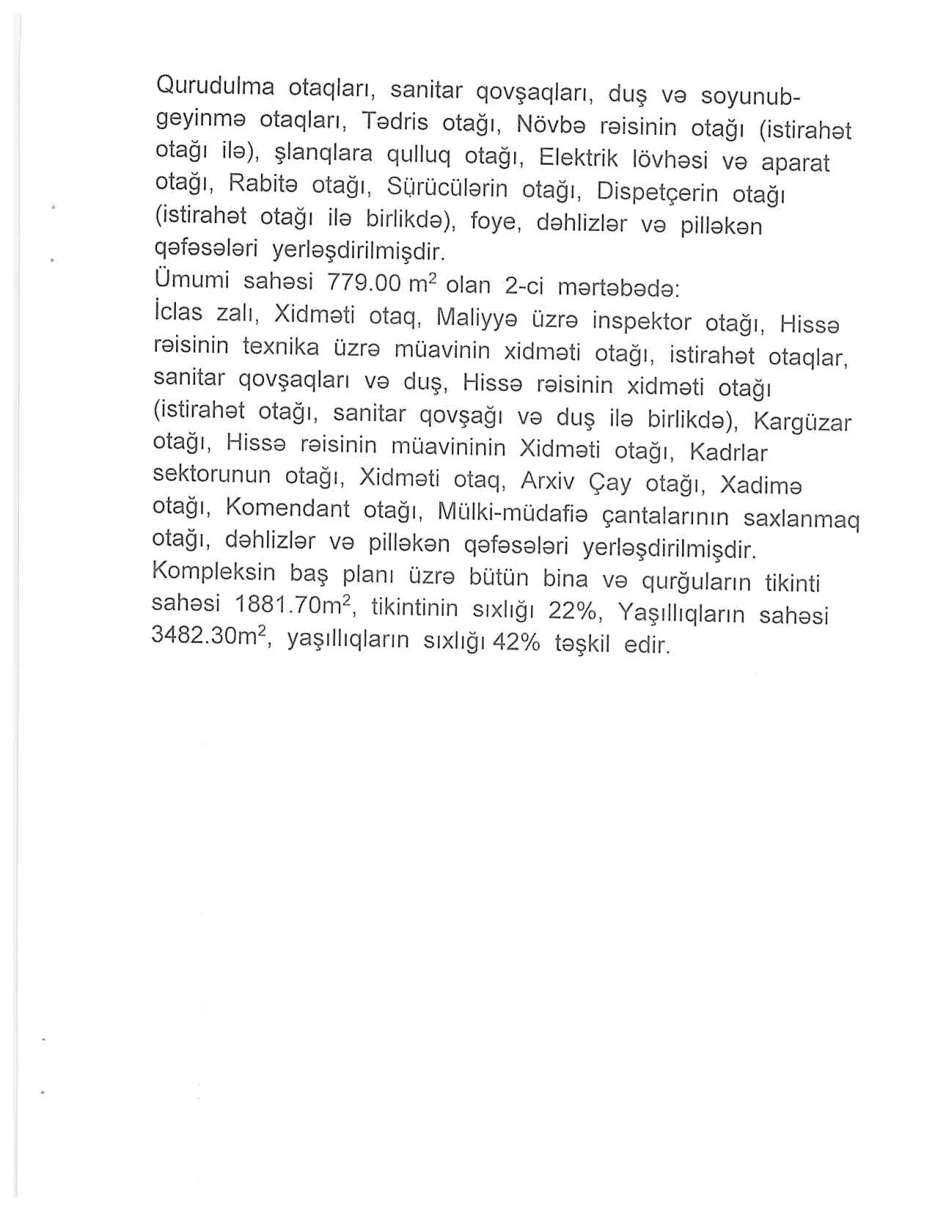 Qurudulma otaqları, sanitar qovşaqları, duş və soyunub-
geyinmə otaqları, Tədris otağı, Növbə rəisinin otağı (istirahət
otağı ilə), şlanqlara qulluq otağı, Elektrik lövhəsi və aparat
otağı, Rabitə otağı, Sürücülərin otağı, Dispetçerin otağı
(istirahət otağı ilə birlikdə), foye, dəhlizlər və pilləkən
qəfəsələri yerləşdirilmişdir.
Ümumi sahəsi 779.00 m² olan 2-ci mərtəbədə:
İclas zalı, Xidməti otaq, Maliyyə üzrə inspektor otağı, Hissə
rəisinin texnika üzrə müavinin xidməti otağı, istirahət otaqlar,
sanitar qovşaqları və duş, Hissə rəisinin xidməti otağı
(istirahət otağı, sanitar qovşağı və duş ilə birlikdə), Kargüzar
otağı, Hissə rəisinin müavininin Xidməti otağı, Kadrlar
sektorunun otağı, Xidməti otaq, Arxiv Çay otağı, Xadimə
otağı, Komendant otağı, Mülki-müdafiə çantalarının saxlanmaq
otağı, dəhlizlər və pilləkən qəfəsələri yerləşdirilmişdir.
Kompleksin baş planı üzrə bütün bina və qurğuların tikinti
sahəsi 1881.70m², tikintinin sıxlığı 22%, Yaşıllıqların sahəsi
3482.30m², yaşıllıqların sıxlığı 42% təşkil edir.